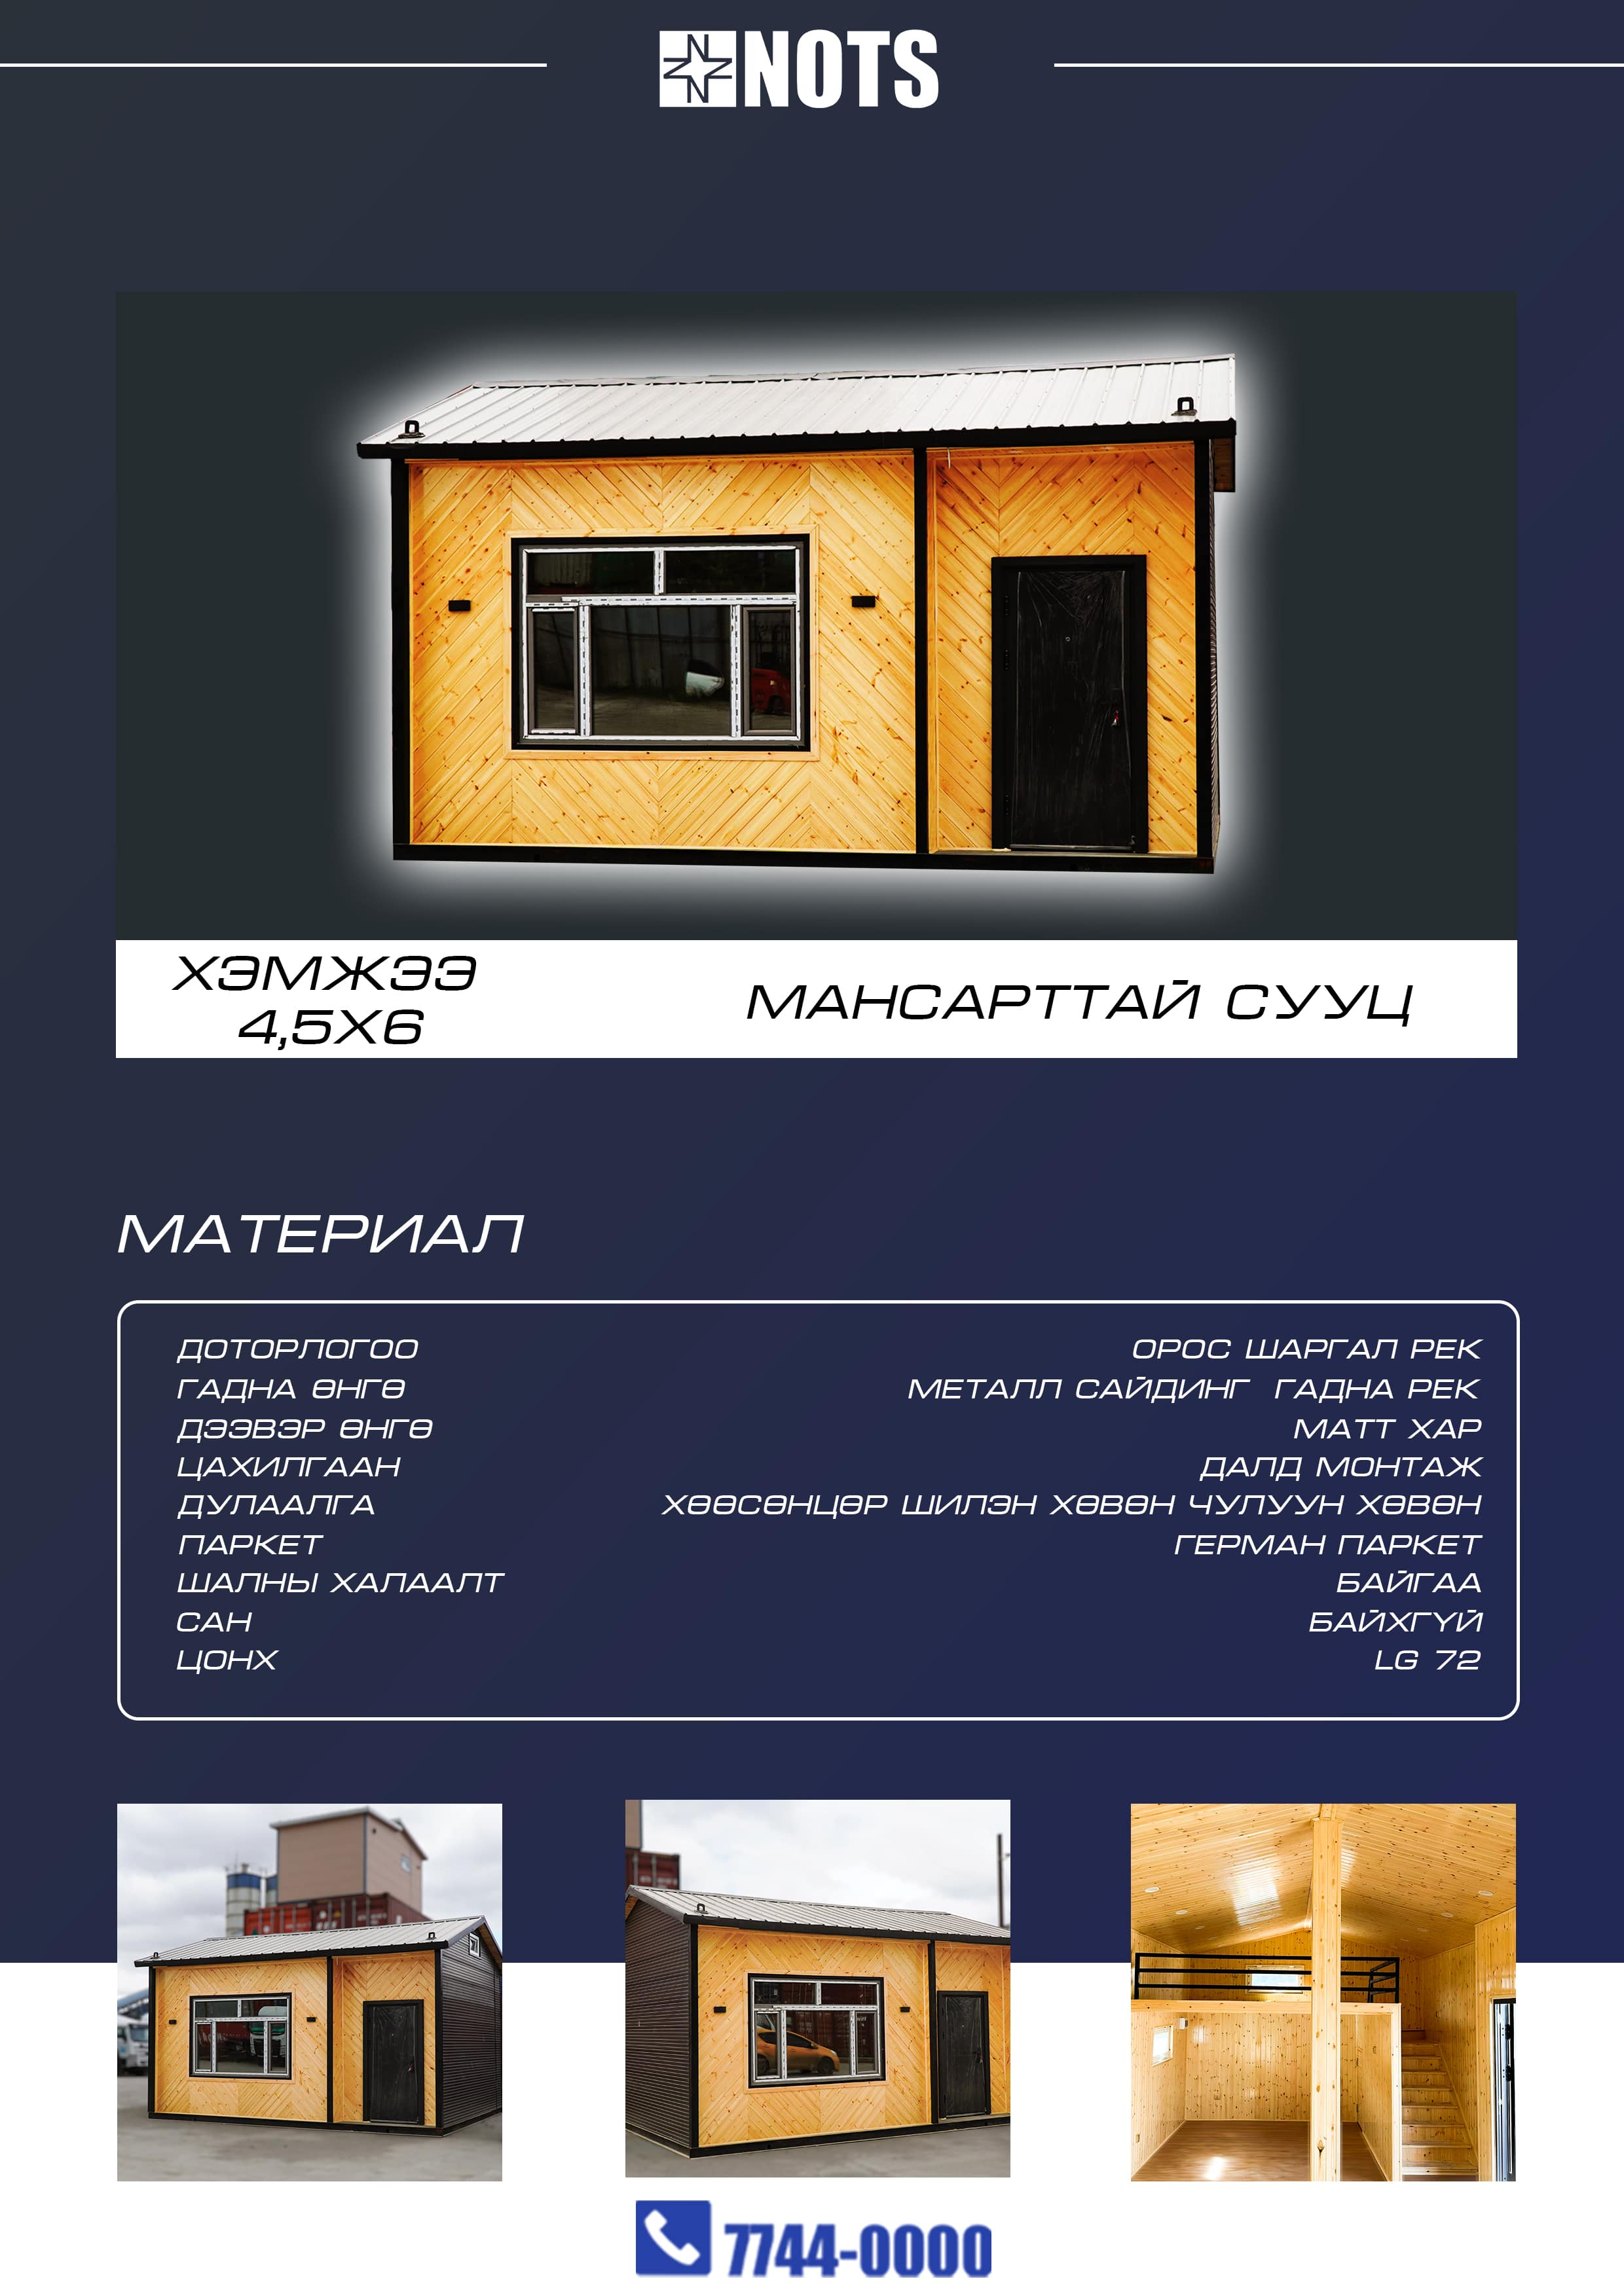 NOTS
ХЭМЖЭЭ
4,5X6
МАНСАРТТАЙ СУУЦ
МАТЕРИАЛ
ДОТОРЛОГОО ОРОС ШАРГАЛ РЕК
ГАДНА ӨНГӨ МЕТАЛЛ САЙДИНГ ГАДНА РЕК
ДЭЭВЭР ӨНГӨ МАТТ ХАР
ЦАХИЛГААН ДАЛД МОНТАЖ
ДУЛААЛГА ХӨӨСӨНЦӨР ШИЛЭН ХӨВӨН ЧУЛУУН ХӨВӨН
ПАРКЕТ ГЕРМАН ПАРКЕТ
ШАЛНЫ ХАЛААЛТ БАЙГАА
САН БАЙХГҮЙ
ЦОНХ LG 72
7744-0000